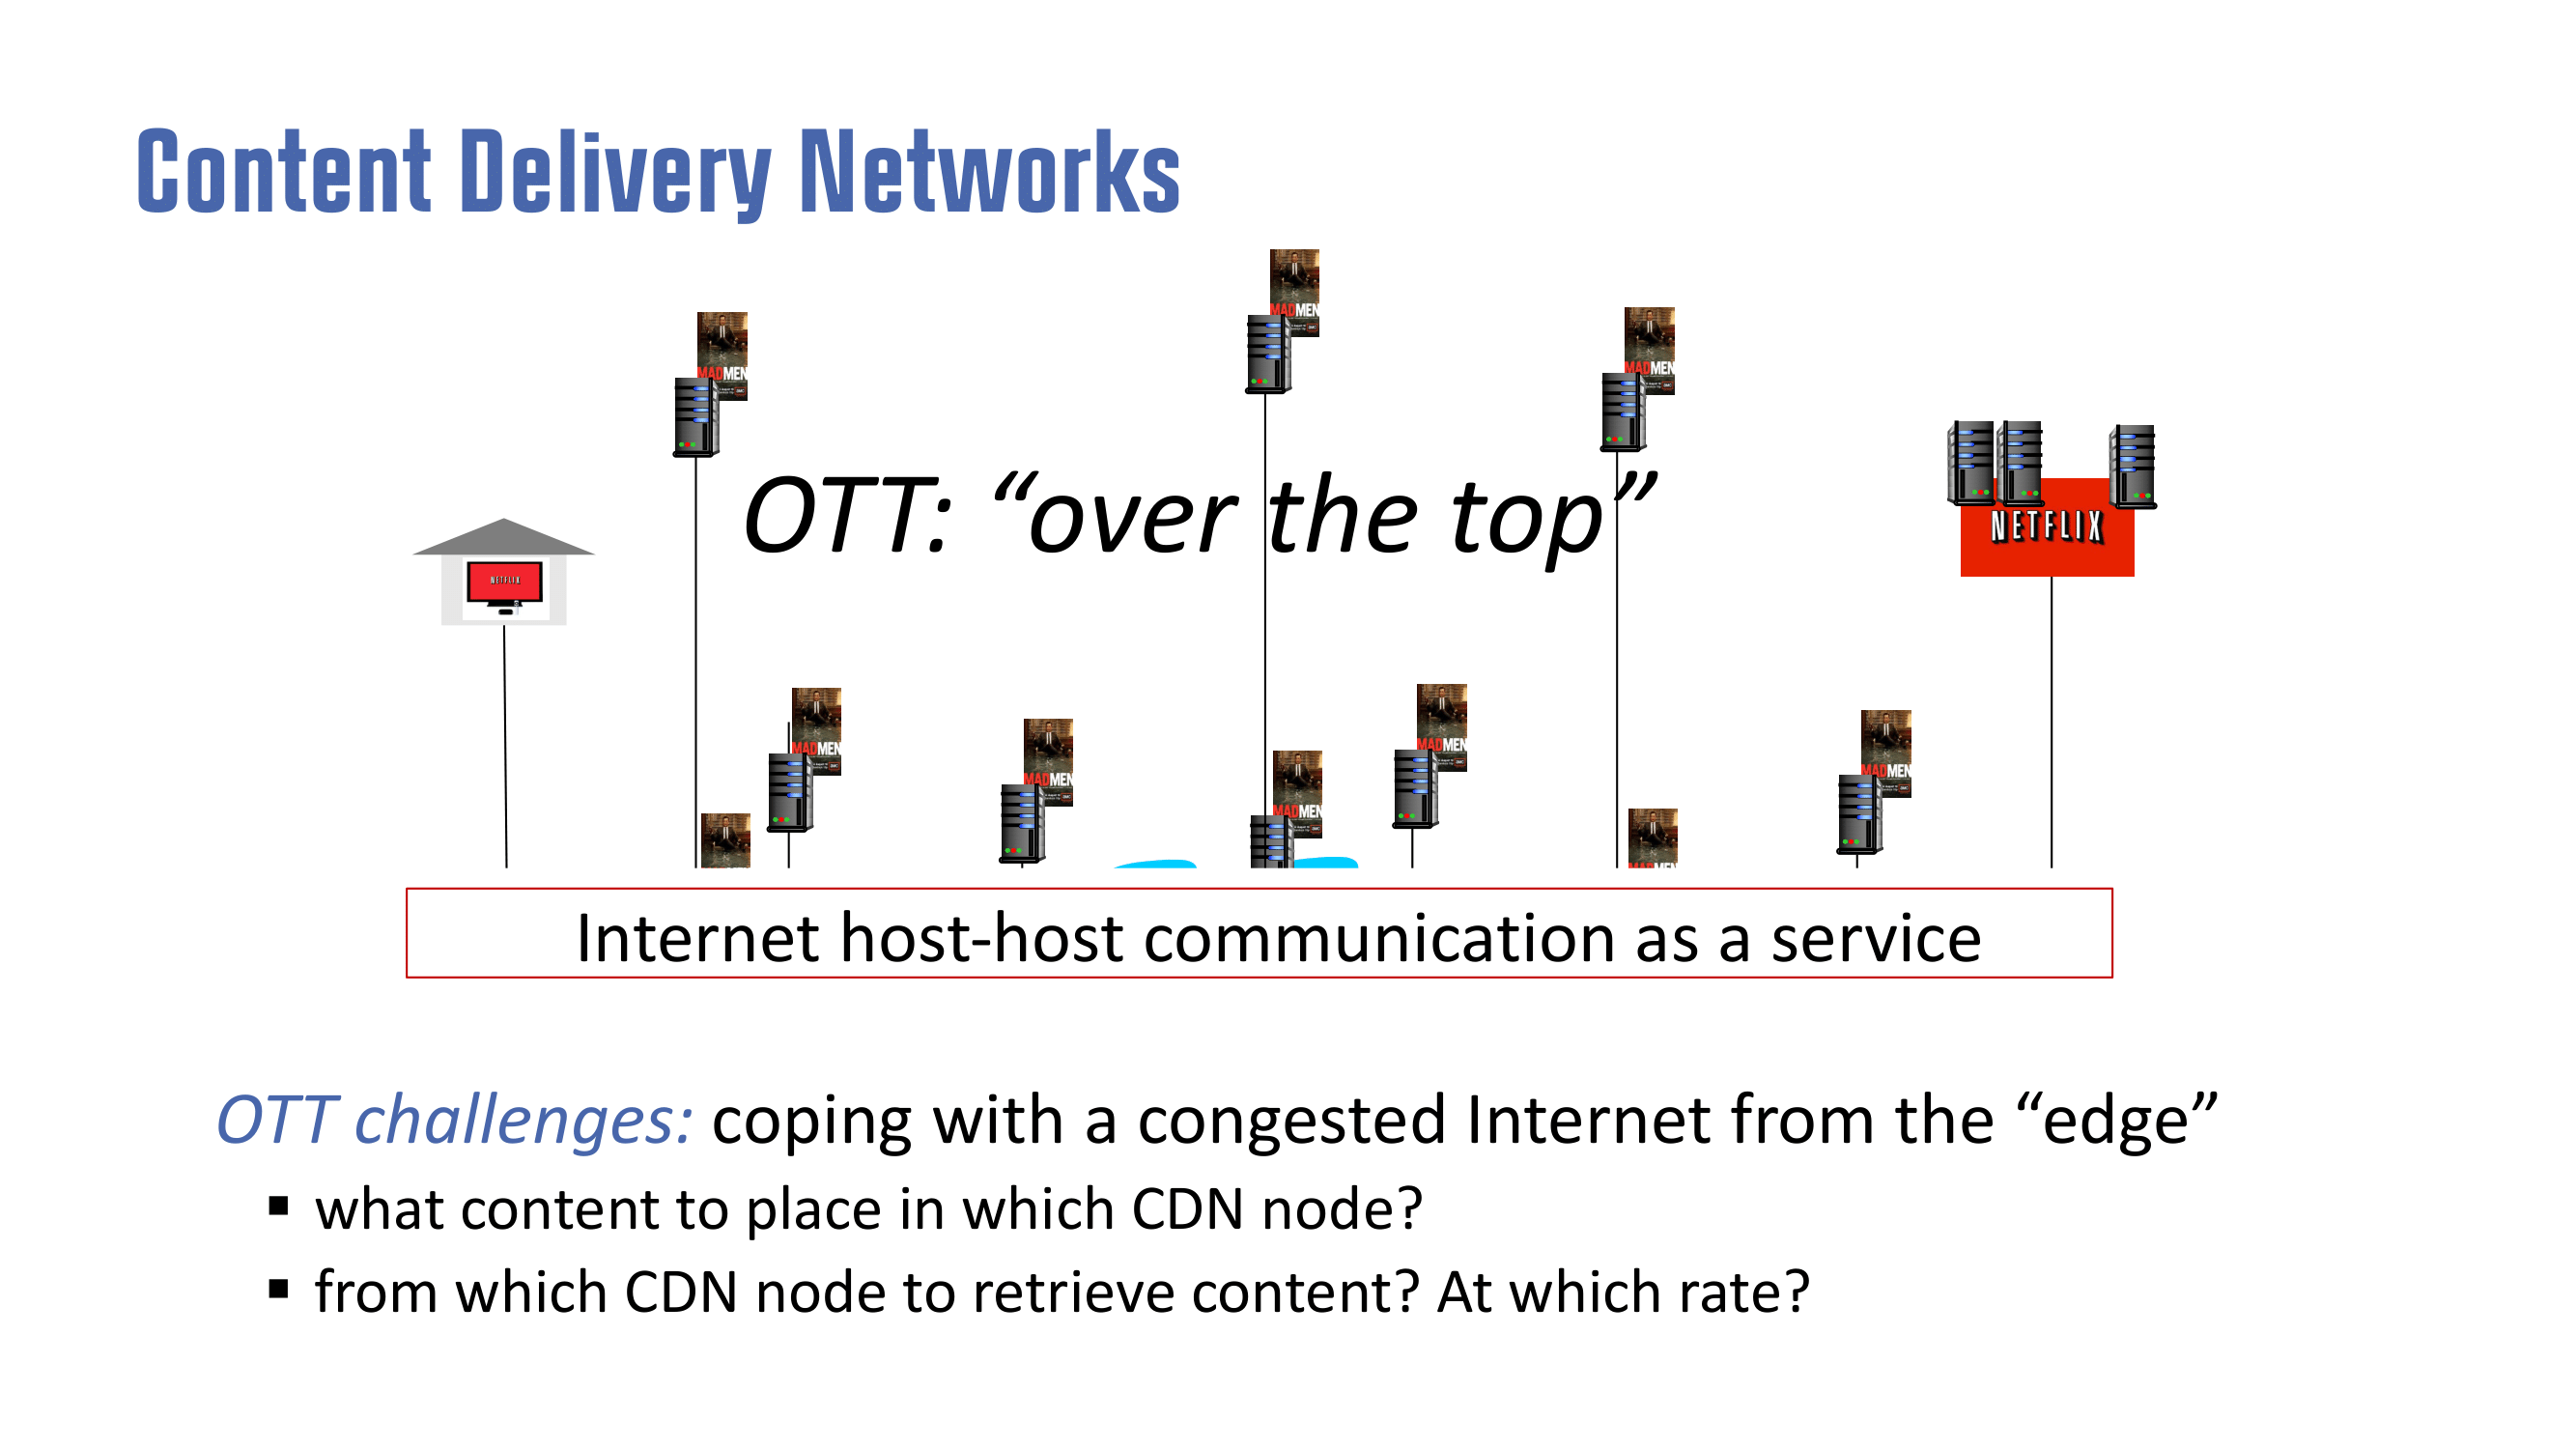 Content Delivery Networks
MADMEN
MADMEN
MADMEN
OTT: “over the top”
NETFLIX
NETFLIX
MADMEN
MADMEN
MADMEN
MADMEN
MADMEN
MADMEN
Internet host-host communication as a service
OTT challenges: coping with a congested Internet from the “edge”
▪ what content to place in which CDN node?
▪ from which CDN node to retrieve content? At which rate?